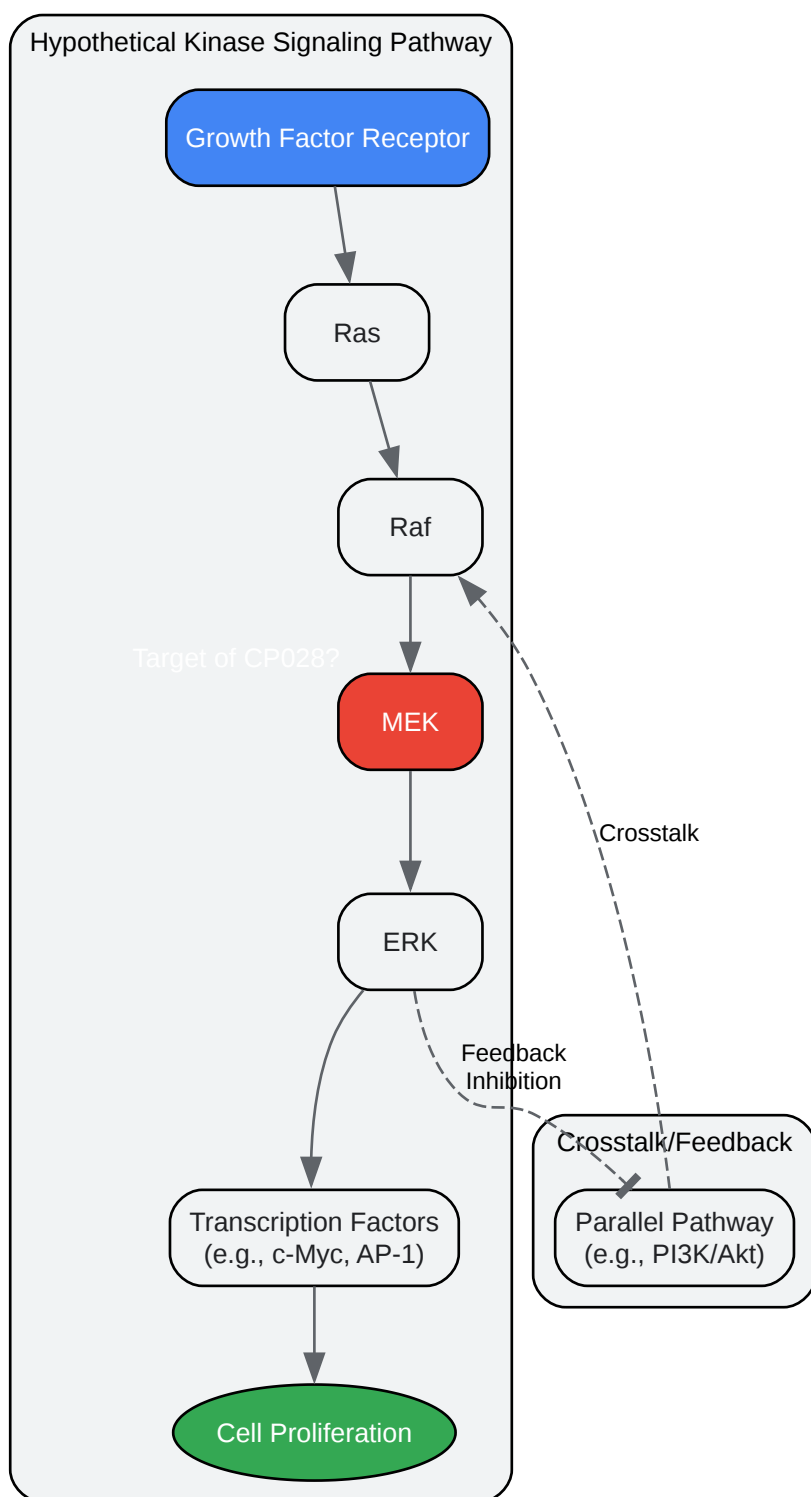 Hypothetical Kinase Signaling Pathway
Growth Factor Receptor
Ras
Raf
Target of CP028?
MEK
Crosstalk
ERK
Feedback
Inhibition
Crosstalk/Feedback
Transcription Factors
(e.g., c-Myc, AP-1)
Parallel Pathway
(e.g., PI3K/Akt)
Cell Proliferation